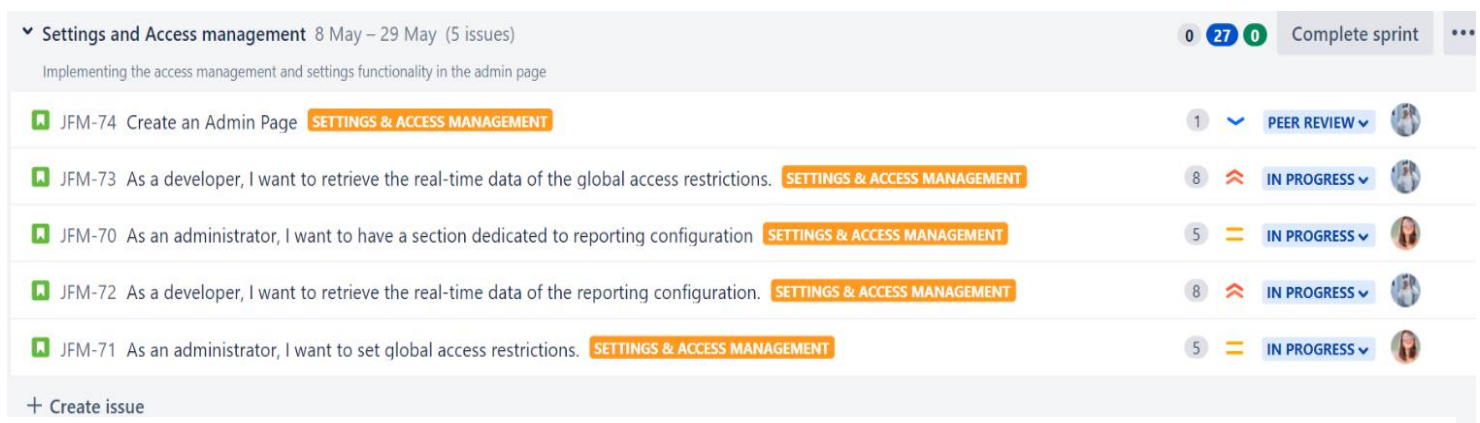 Settings and Access management 8 May – 29 May (5 issues) 0 27 0 Complete sprint •••
Implementing the access management and settings functionality in the admin page
JFM-74 Create an Admin Page SETTINGS & ACCESS MANAGEMENT 1 PEER REVIEW
JFM-73 As a developer, I want to retrieve the real-time data of the global access restrictions. SETTINGS & ACCESS MANAGEMENT 8 IN PROGRESS
JFM-70 As an administrator, I want to have a section dedicated to reporting configuration SETTINGS & ACCESS MANAGEMENT 5 IN PROGRESS
JFM-72 As a developer, I want to retrieve the real-time data of the reporting configuration. SETTINGS & ACCESS MANAGEMENT 8 IN PROGRESS
JFM-71 As an administrator, I want to set global access restrictions. SETTINGS & ACCESS MANAGEMENT 5 IN PROGRESS
+ Create issue